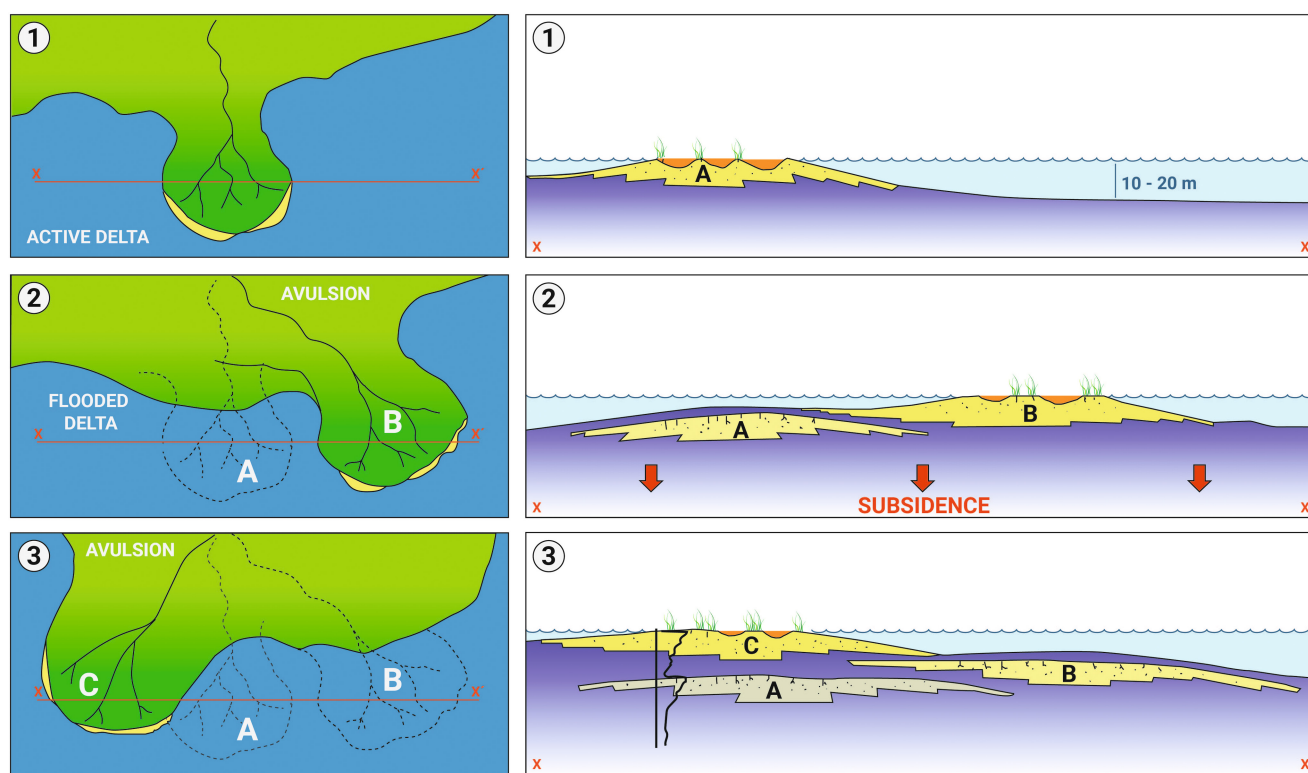 1
X
X'
ACTIVE DELTA
1
A
10 - 20 m
X
X
2
AVULSION
FLOODED
DELTA
B
X
X'
A
2
B
A
SUBSIDENCE
X
X
3
AVULSION
C
B
X
X'
A
3
C
B
A
X
X